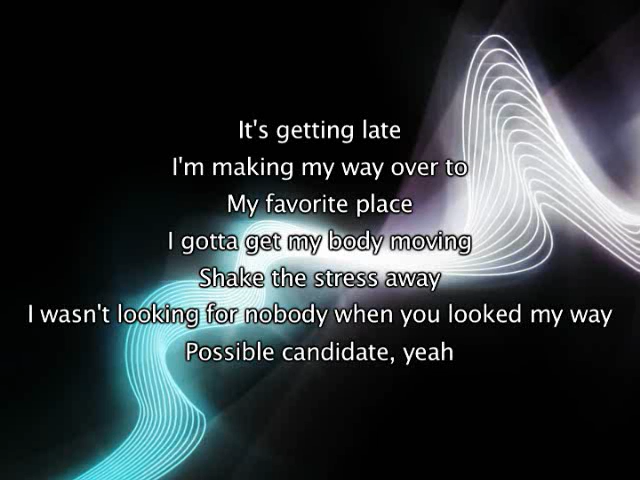 It's getting late
I'm making my way over to
My favorite place
I gotta get my body moving
Shake the stress away
I wasn't looking for nobody when you looked my way
Possible candidate, yeah